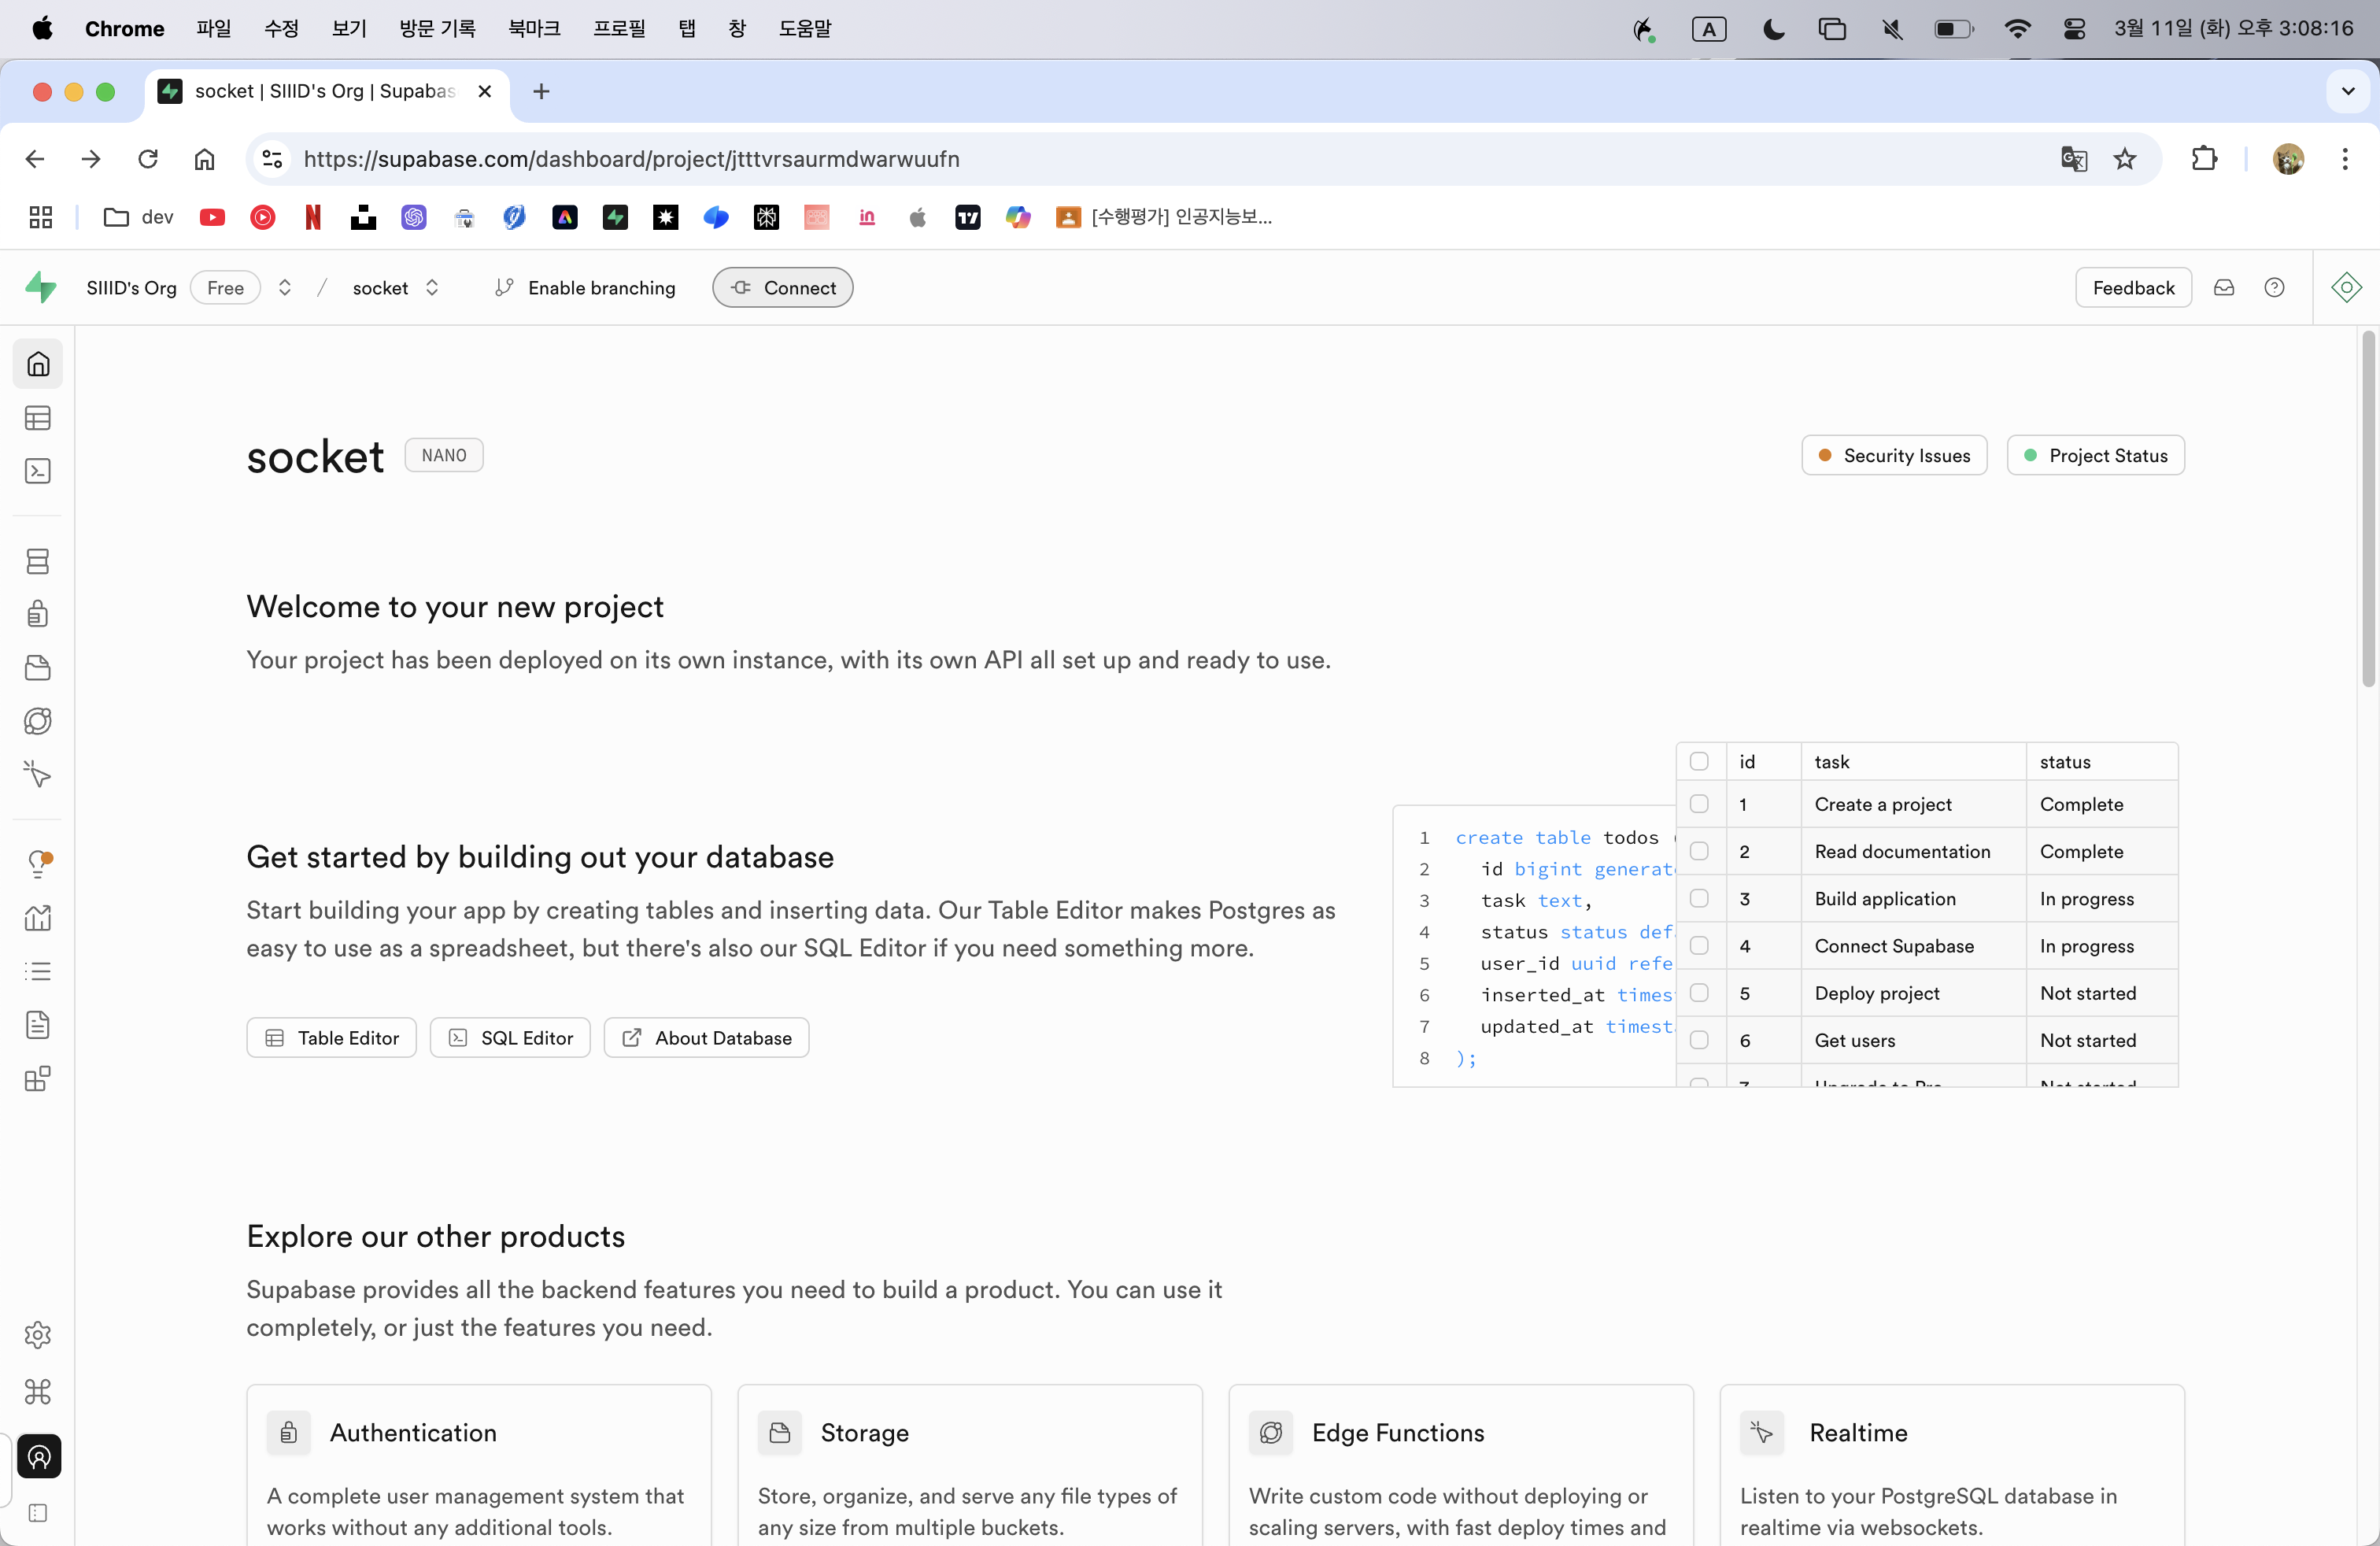 Chrome 파일 수정 보기 방문 기록 북마크 프로필 탭 창 도움말 A 3월 11일 (화) 오후 3:08:16
socket | SIIID's Org | Supabas
https://supabase.com/dashboard/project/jtttvrsaurmdwarwuufn
dev [수행평가] 인공지능보...
SIIID's Org Free / socket Enable branching Connect Feedback
socket NANO Security Issues Project Status
Welcome to your new project
Your project has been deployed on its own instance, with its own API all set up and ready to use.
Get started by building out your database
Start building your app by creating tables and inserting data. Our Table Editor makes Postgres as
easy to use as a spreadsheet, but there's also our SQL Editor if you need something more.
Table Editor SQL Editor About Database
1 create table todos (
2 id bigint generat
3 task text,
4 status status def
5 user_id uuid refe
6 inserted_at times
7 updated_at timest
8 );
id task status
1 Create a project Complete
2 Read documentation Complete
3 Build application In progress
4 Connect Supabase In progress
5 Deploy project Not started
6 Get users Not started
7 Upgrade to Pro Not started
Explore our other products
Supabase provides all the backend features you need to build a product. You can use it
completely, or just the features you need.
Authentication
A complete user management system that
works without any additional tools.
Storage
Store, organize, and serve any file types of
any size from multiple buckets.
Edge Functions
Write custom code without deploying or
scaling servers, with fast deploy times and
Realtime
Listen to your PostgreSQL database in
realtime via websockets.